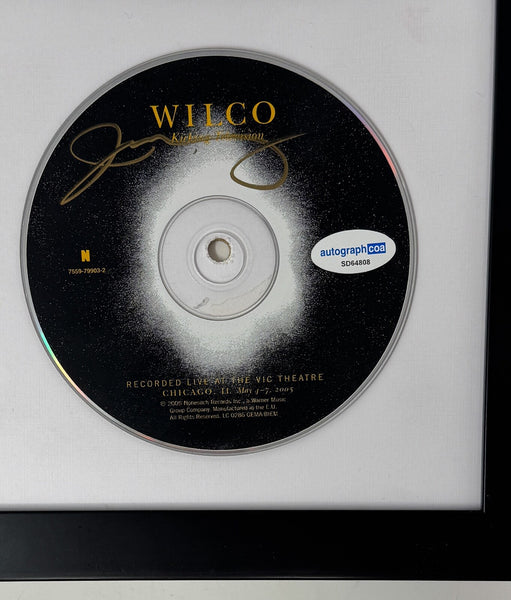 WILCO
Kicking Television
autograph coa
SD64808
N
7559-79903-2
RECORDED LIVE AT THE VIC THEATRE
CHICAGO, IL May 4-7, 2005
℗ 2005 Nonesuch Records Inc., a Warner Music
Group Company. Manufactured in the E.U.
All Rights Reserved. LC 0286 GEMA/BIEM